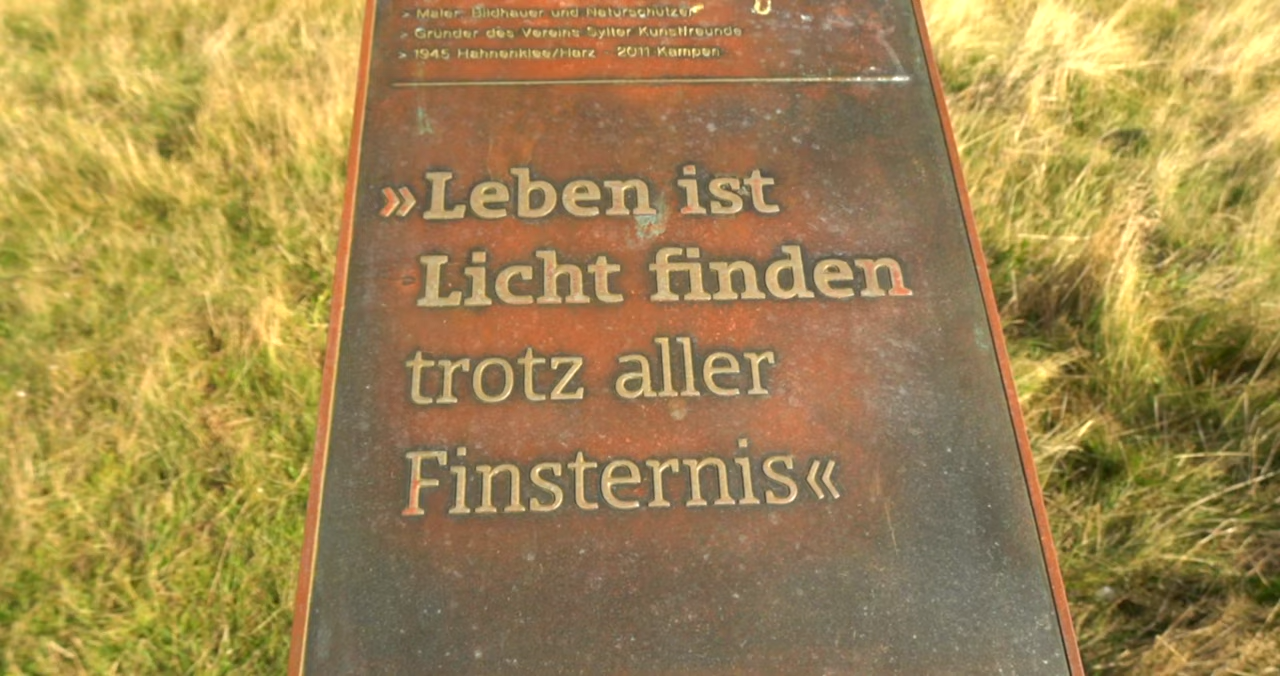 > Maler, Bildhauer und Naturschützer
> Gründer des Vereins Sylter Kunstfreunde
> 1945 Hahnenklee/Harz 2011 Kampen
»Leben ist
Licht finden
trotz aller
Finsternis«